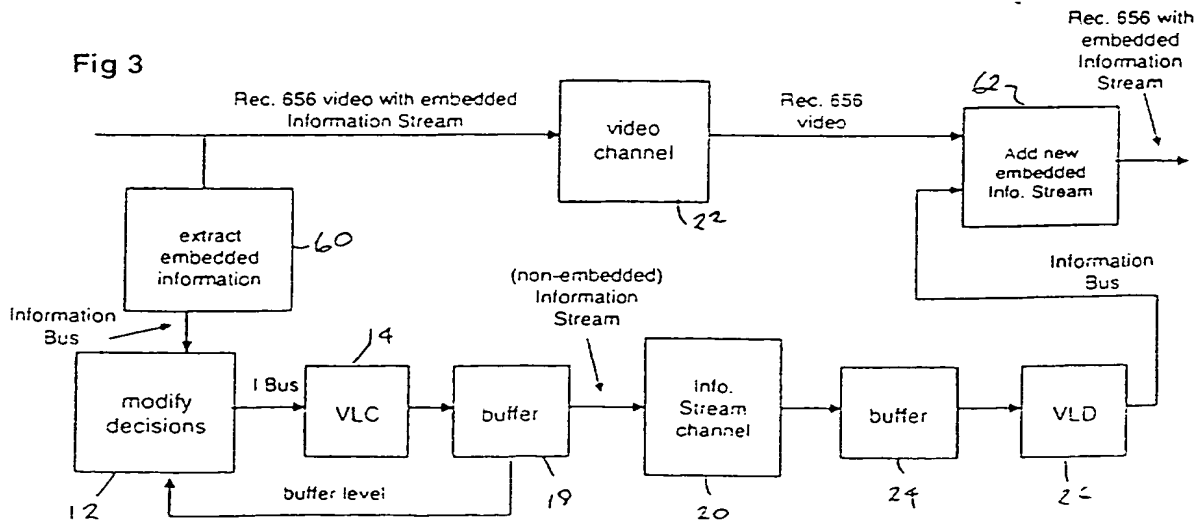 Fig 3
Rec. 656 video with embedded
Information Stream
video
channel
22
Rec. 656
video
62
Add new
embedded
Info. Stream
Rec. 656 with
embedded
Information
Stream
extract
embedded
information
60
Information
Bus
modify
decisions
12
I Bus
14
VLC
buffer
18
buffer level
(non-embedded)
Information
Stream
Info.
Stream
channel
20
buffer
24
VLD
Information
Bus